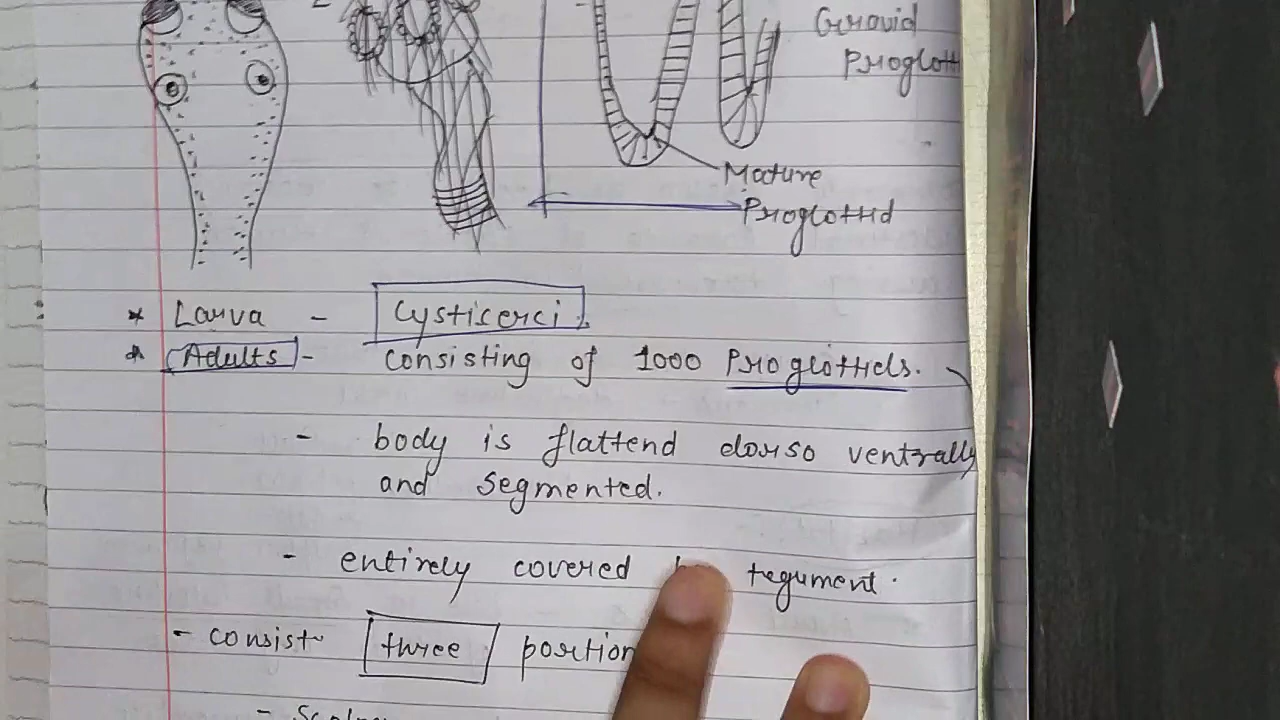 Gravid
Proglott
Mature
Proglottid
* Larva - Cysticerci.
* Adults - consisting of 1000 Proglottids.
- body is flattend dorso ventrally
and segmented.
- entirely covered tegument.
- consist three portion